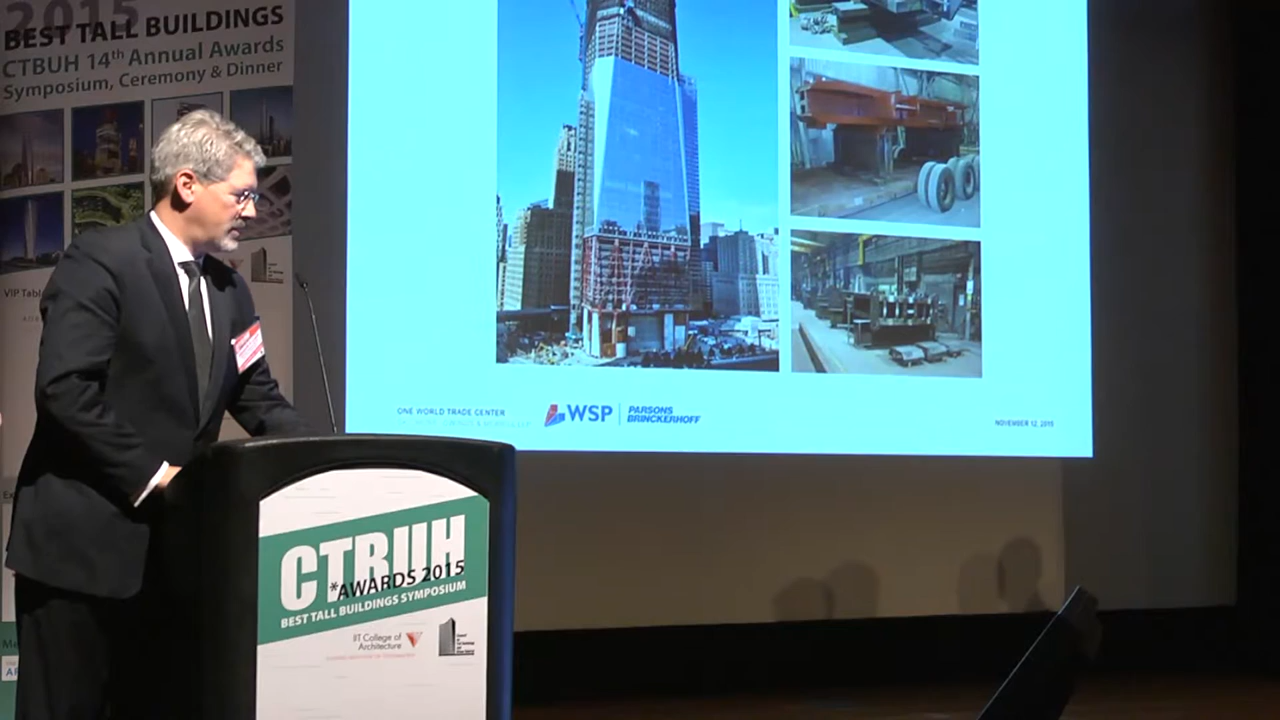 2015
BEST TALL BUILDINGS
CTBUH 14th Annual Awards
Symposium, Ceremony & Dinner
VIP Tabl
ONE WORLD TRADE CENTER
WSP
PARSONS
BRINCKERHOFF
NOVEMBER 12, 2015
CTBUH
*AWARDS 2015
BEST TALL BUILDINGS SYMPOSIUM
IIT College of
Architecture